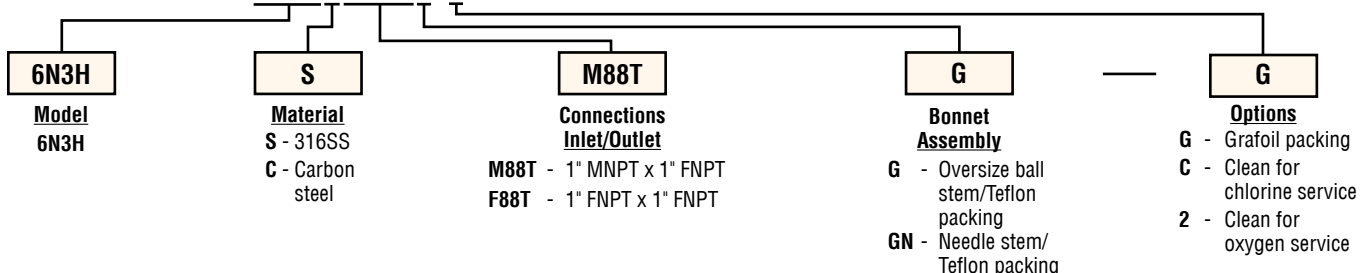 6N3H
Model
6N3H
S
Material
S - 316SS
C - Carbon
steel
M88T
Connections
Inlet/Outlet
M88T - 1" MNPT x 1" FNPT
F88T - 1" FNPT x 1" FNPT
G
Bonnet
Assembly
G - Oversize ball
stem/Teflon
packing
GN - Needle stem/
Teflon packing
—
G
Options
G - Grafoil packing
C - Clean for
chlorine service
2 - Clean for
oxygen service